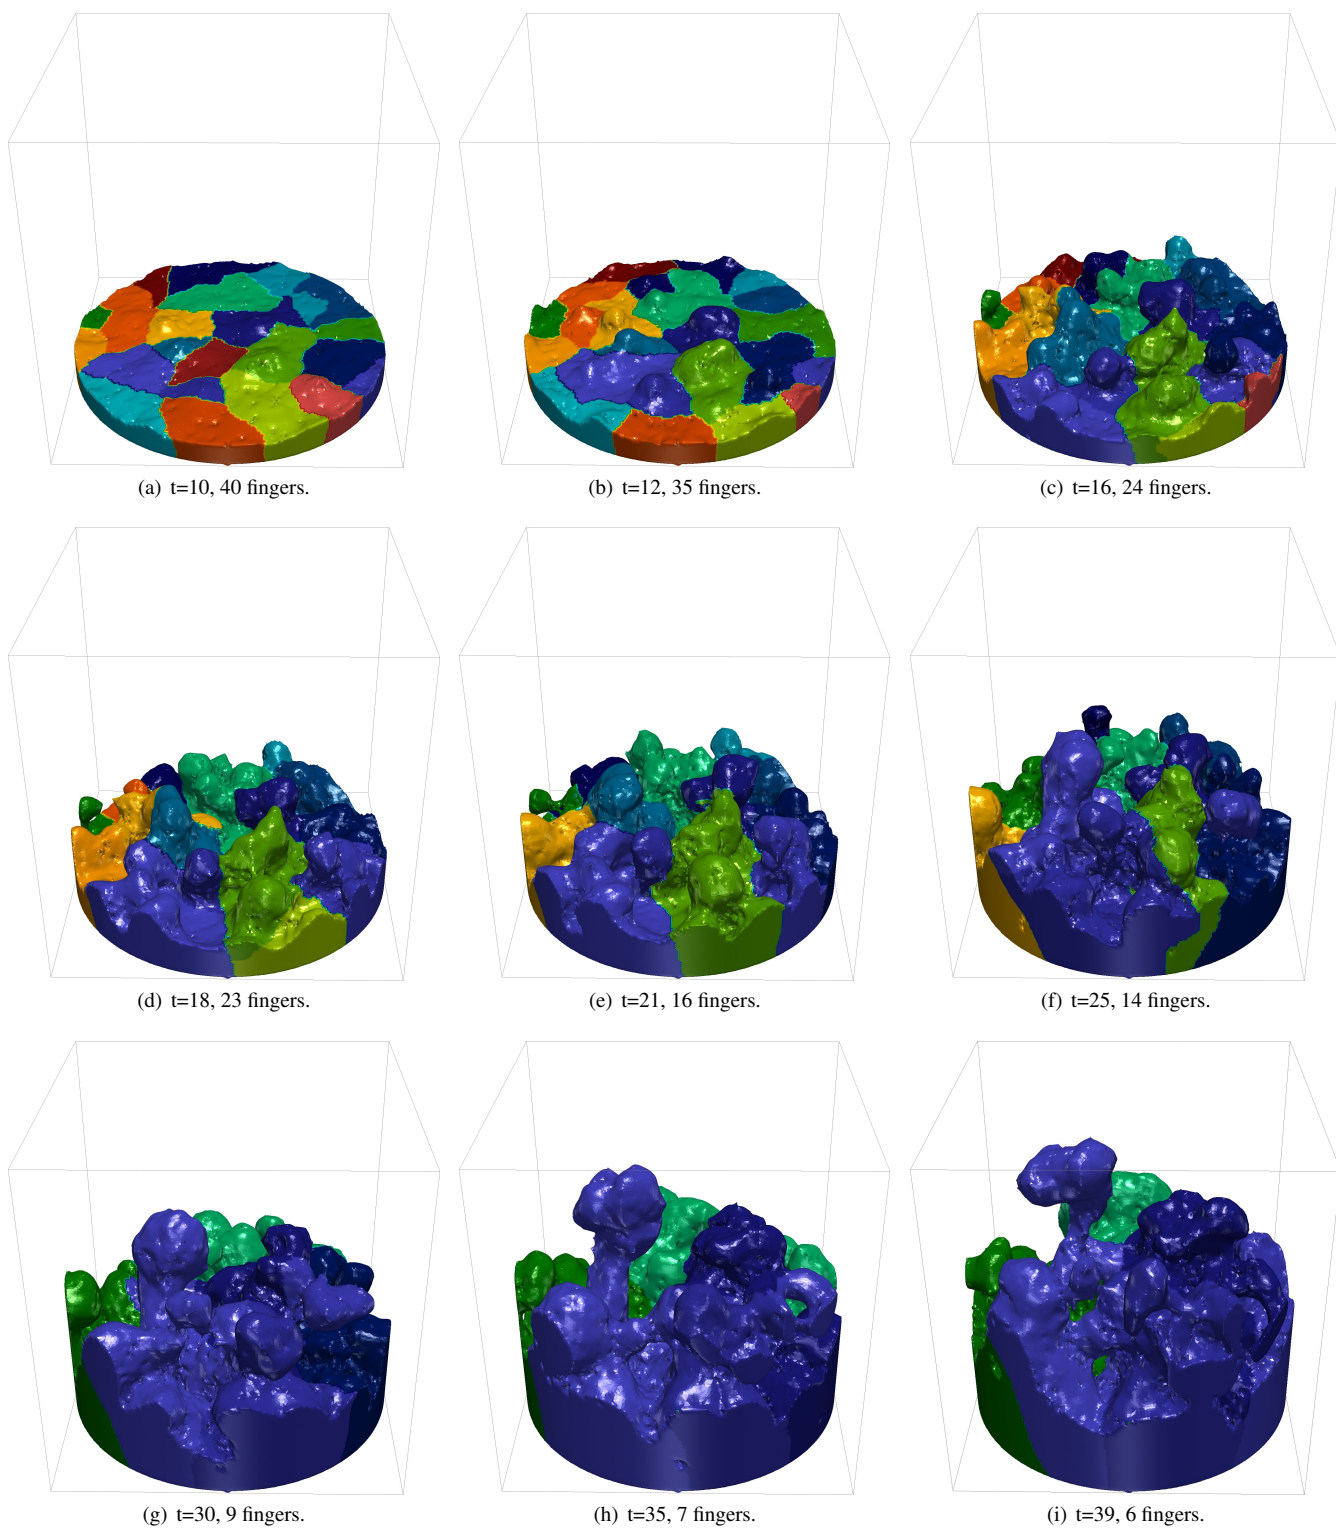 (a) t=10, 40 fingers.
(b) t=12, 35 fingers.
(c) t=16, 24 fingers.
(d) t=18, 23 fingers.
(e) t=21, 16 fingers.
(f) t=25, 14 fingers.
(g) t=30, 9 fingers.
(h) t=35, 7 fingers.
(i) t=39, 6 fingers.